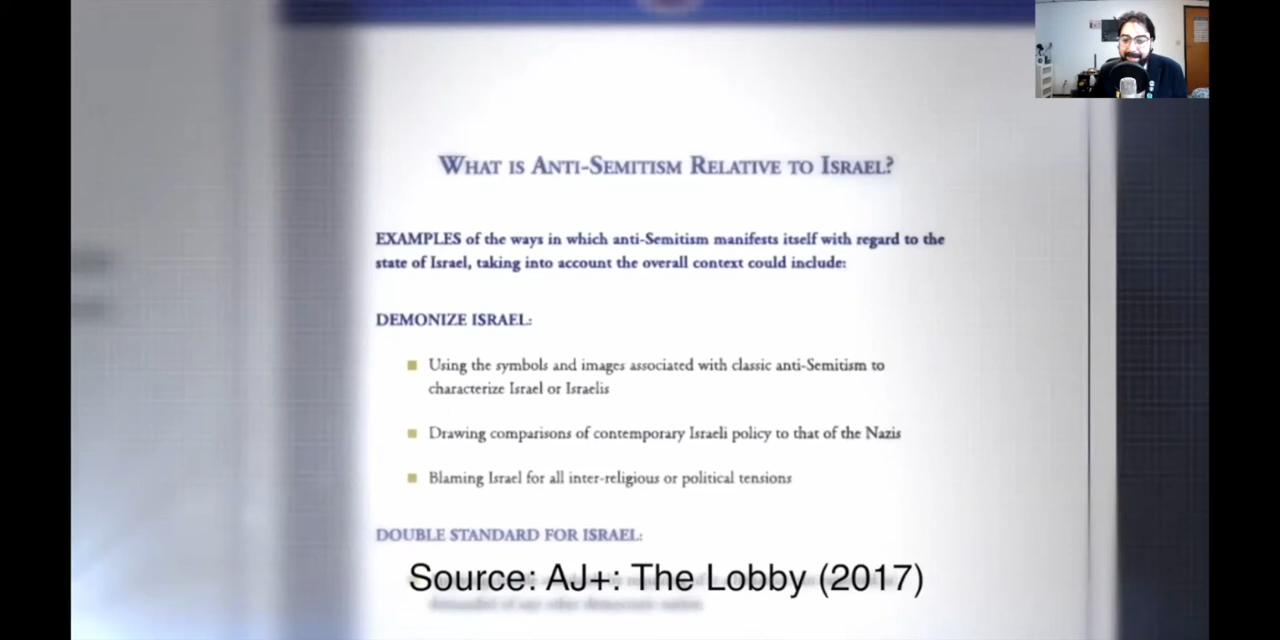 WHAT IS ANTI-SEMITISM RELATIVE TO ISRAEL?
EXAMPLES of the ways in which anti-Semitism manifests itself with regard to the
state of Israel, taking into account the overall context could include:
DEMONIZE ISRAEL:
Using the symbols and images associated with classic anti-Semitism to
characterize Israel or Israelis
Drawing comparisons of contemporary Israeli policy to that of the Nazis
Blaming Israel for all inter-religious or political tensions
DOUBLE STANDARD FOR ISRAEL:
Source: AJ+: The Lobby (2017)